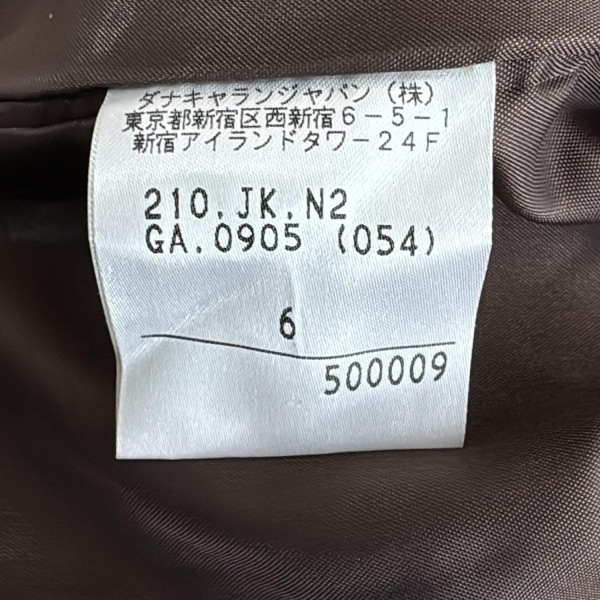 ダナキャランジャパン（株）
東京都新宿区西新宿６－５－１
新宿アイランドタワー２４Ｆ
210.JK.N2
GA.0905 (054)
6
500009